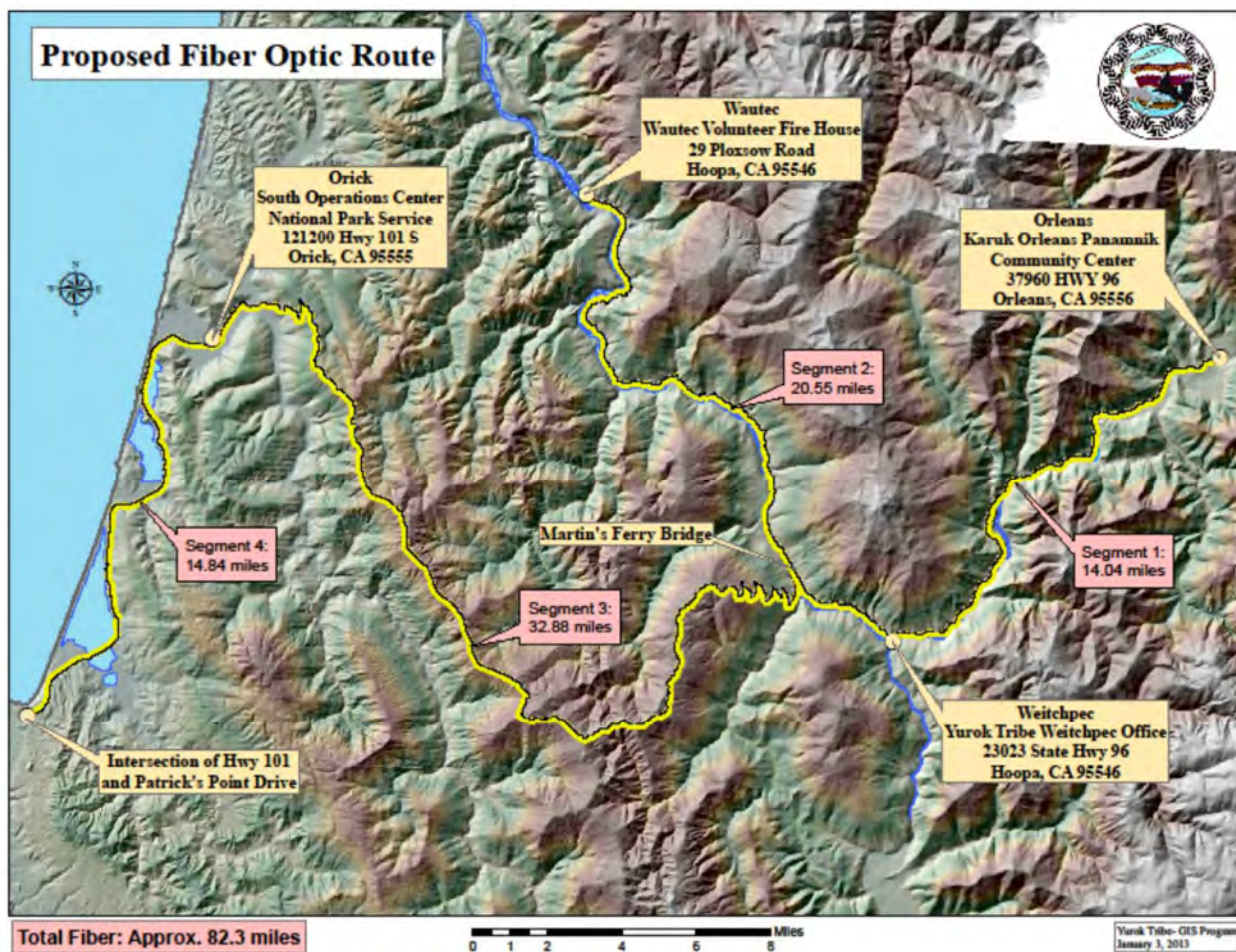 Proposed Fiber Optic Route
Wautec
Wautec Volunteer Fire House
29 Ploxsow Road
Hoopa, CA 95546
Orick
South Operations Center
National Park Service
121200 Hwy 101 S
Orick, CA 95555
Orleans
Karuk Orleans Panamnik
Community Center
37960 HWY 96
Orleans, CA 95556
N
E
S
Segment 2:
20.55 miles
Martin's Ferry Bridge
Segment 4:
14.84 miles
Segment 1:
14.04 miles
Segment 3:
32.88 miles
Weitchpec
Yurok Tribe Weitchpec Office
23023 State Hwy 96
Hoopa, CA 95546
Intersection of Hwy 101
and Patrick's Point Drive
Total Fiber: Approx. 82.3 miles
Miles
0 1 2 4 6 8
Yurok Tribe- GIS Program
January 3, 2013